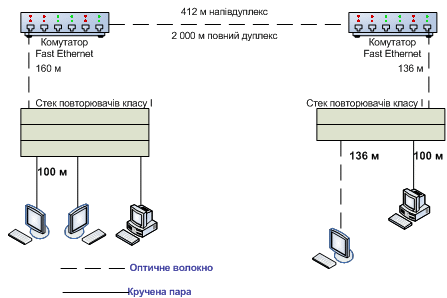 412 м напівдуплекс
2 000 м повний дуплекс
Комутатор
Fast Ethernet
160 м
Комутатор
Fast Ethernet
136 м
Стек повторювачів класу I
Стек повторювачів класу I
100 м
136 м
100 м
Оптичне волокно
Кручена пара